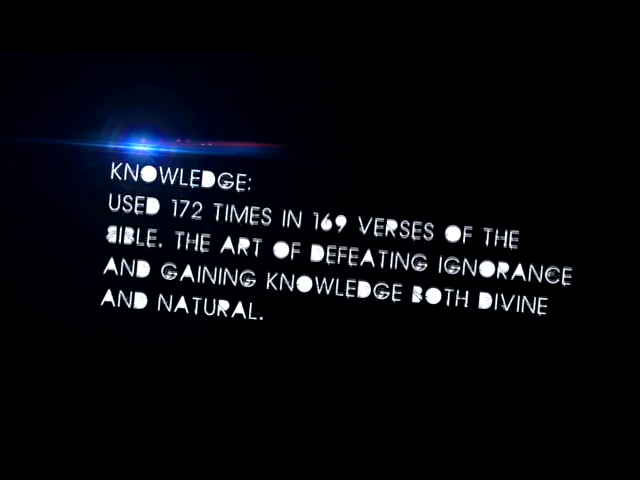 KNOWLEDGE:
USED 172 TIMES IN 169 VERSES OF THE
BIBLE. THE ART OF DEFEATING IGNORANCE
AND GAINING KNOWLEDGE BOTH DIVINE
AND NATURAL.